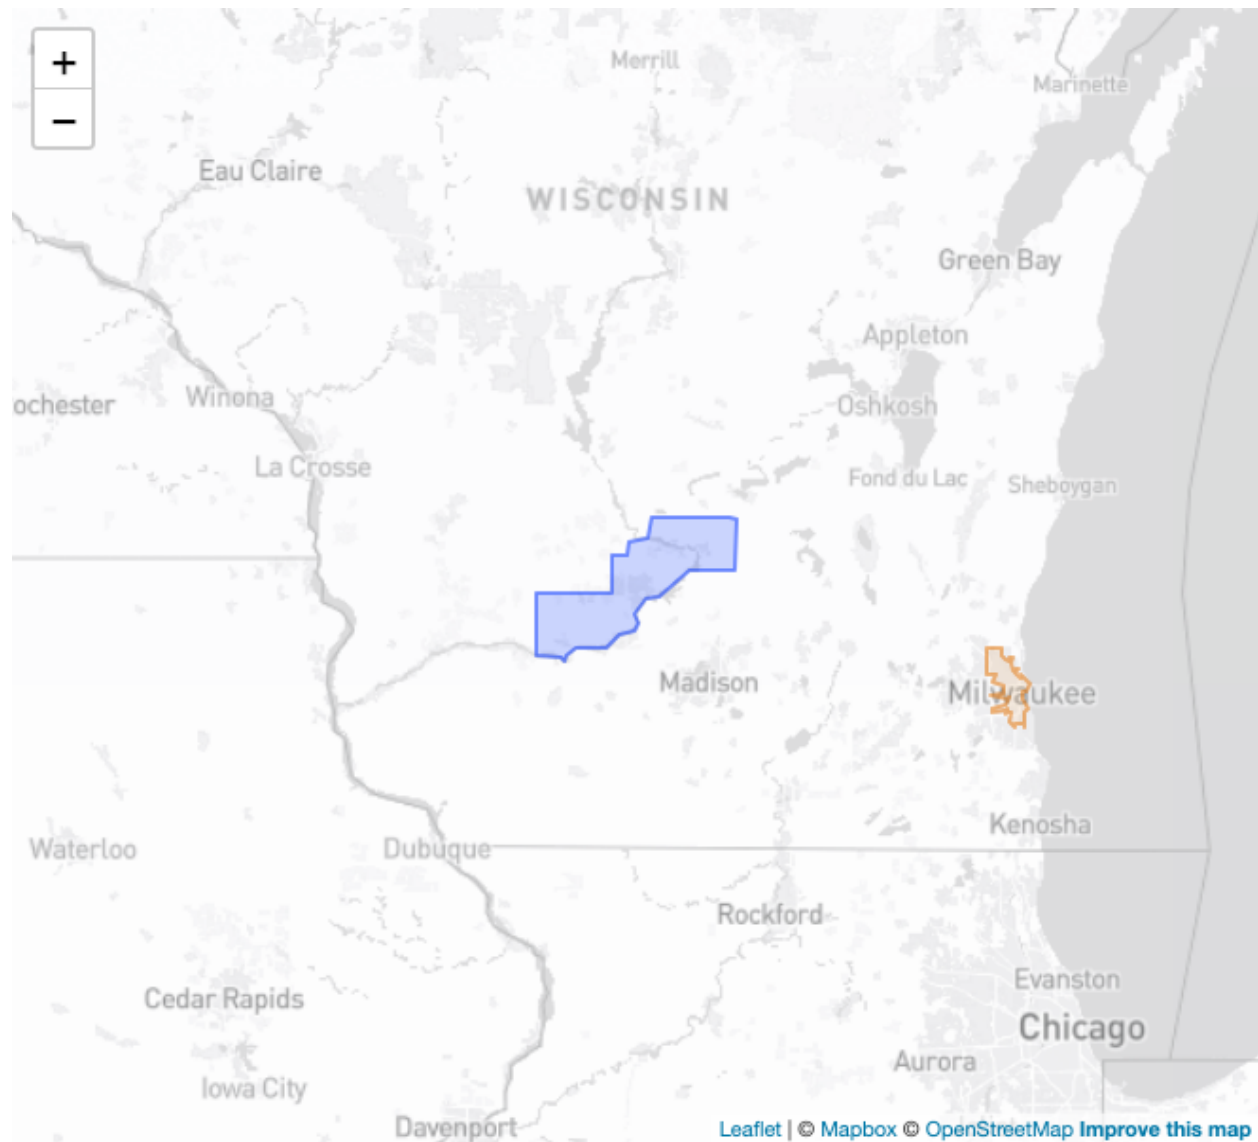 +
Merrill
Marinette
−
Eau Claire
WISCONSIN
Green Bay
Appleton
Winona
ochester
Oshkosh
La Crosse
Fond du Lac
Sheboygan
Madison
Milwaukee
Kenosha
Waterloo
Dubuque
Rockford
Evanston
Cedar Rapids
Chicago
Aurora
Iowa City
Davenport
Leaflet | © Mapbox © OpenStreetMap Improve this map